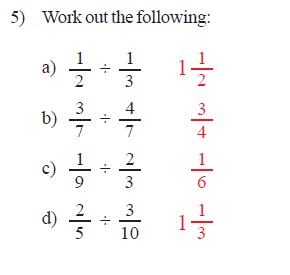 5) Work out the following:
a) 1/2 ÷ 1/3 1 1/2
b) 3/7 ÷ 4/7 3/4
c) 1/9 ÷ 2/3 1/6
d) 2/5 ÷ 3/10 1 1/3